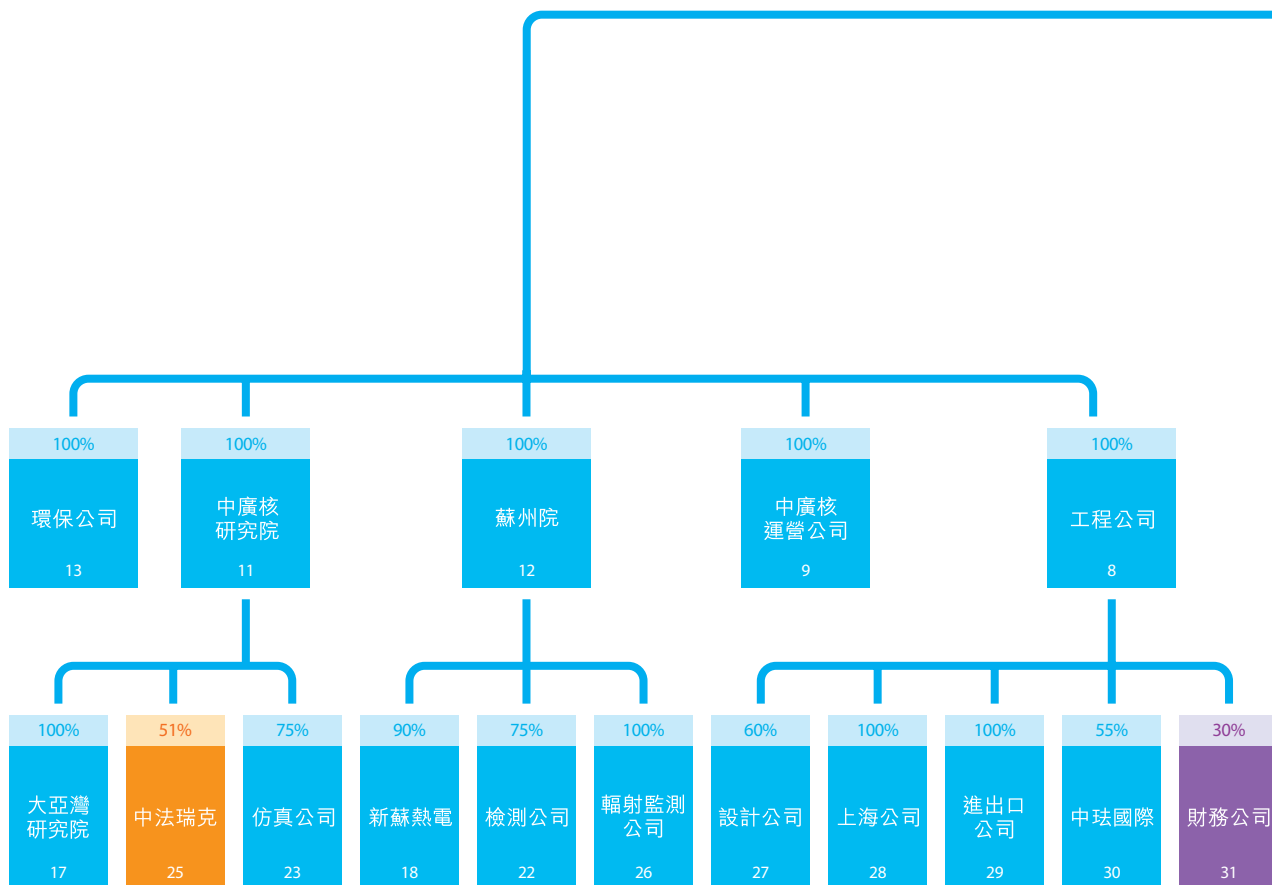 100%
環保公司
13
100%
中廣核
研究院
11
100%
蘇州院
12
100%
中廣核
運營公司
9
100%
工程公司
8
100%
大亞灣
研究院
17
51%
中法瑞克
25
75%
仿真公司
23
90%
新蘇熱電
18
75%
檢測公司
22
100%
輻射監測
公司
26
60%
設計公司
27
100%
上海公司
28
100%
進出口
公司
29
55%
中珐國際
30
30%
財務公司
31